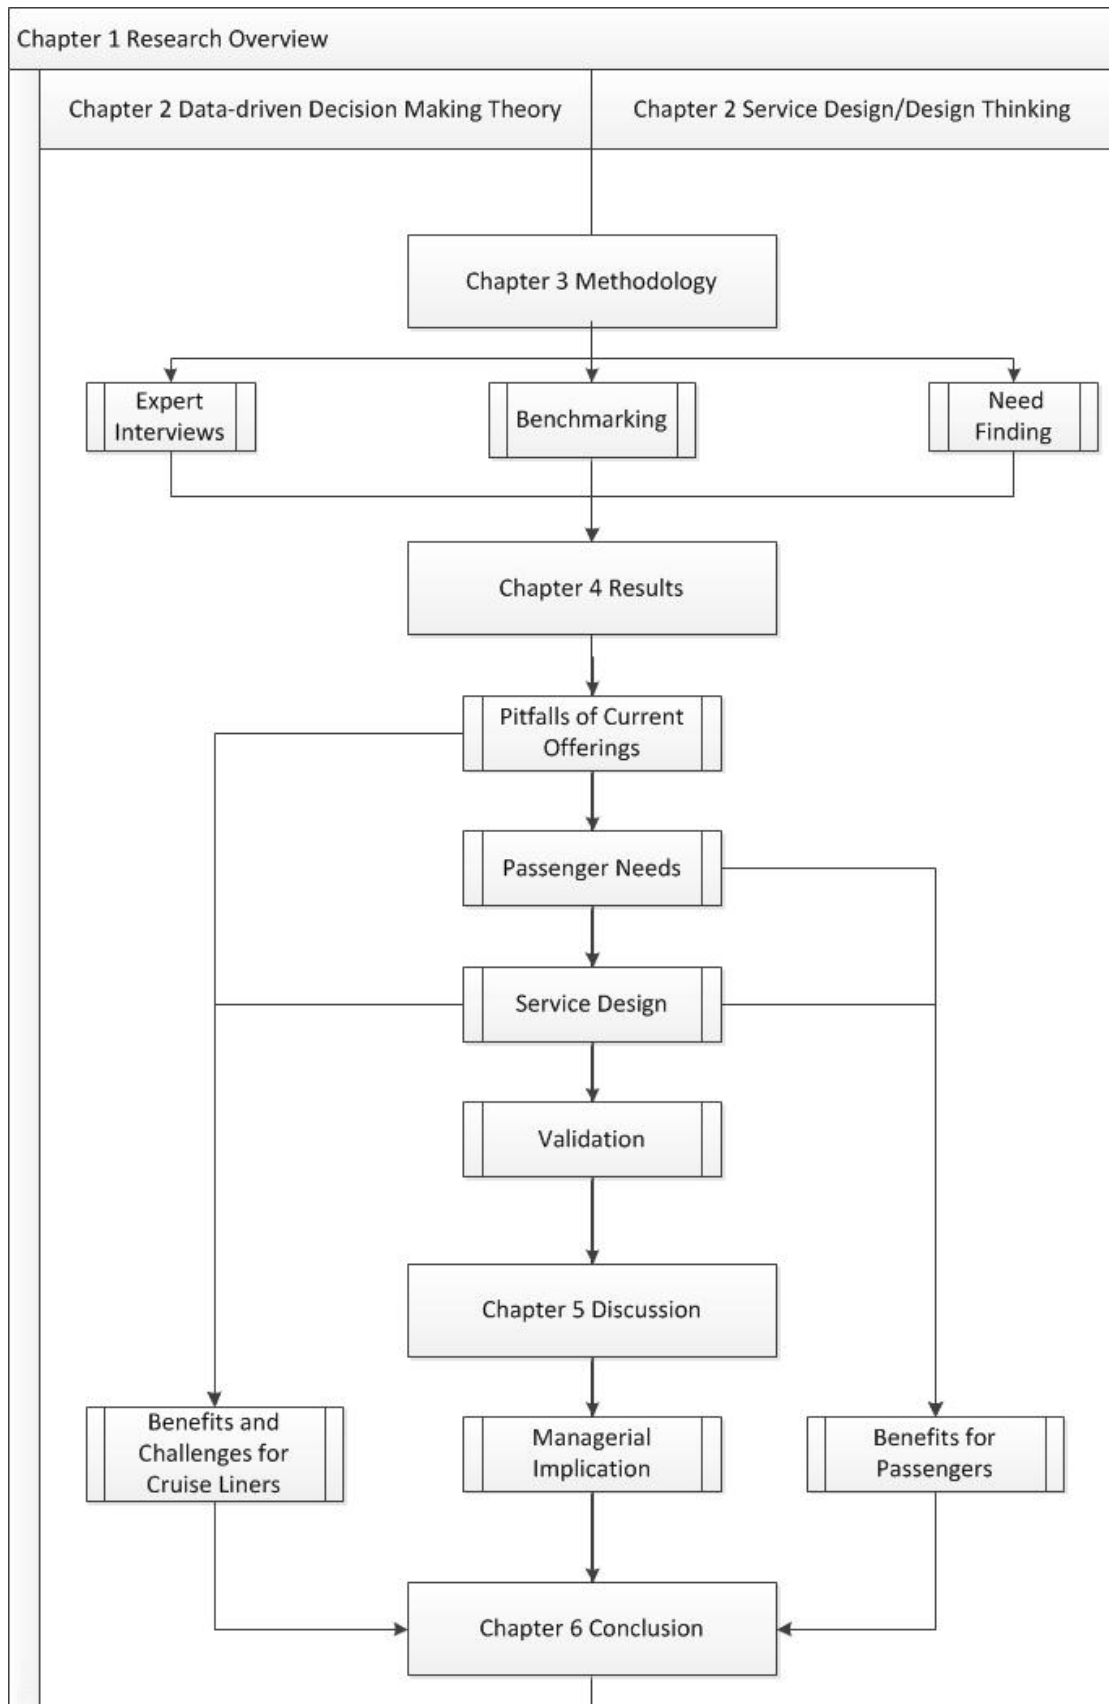 Chapter 1 Research Overview
Chapter 2 Data-driven Decision Making Theory
Chapter 2 Service Design/Design Thinking
Chapter 3 Methodology
Expert
Interviews
Benchmarking
Need
Finding
Chapter 4 Results
Pitfalls of Current
Offerings
Passenger Needs
Service Design
Validation
Chapter 5 Discussion
Benefits and
Challenges for
Cruise Liners
Managerial
Implication
Benefits for
Passengers
Chapter 6 Conclusion